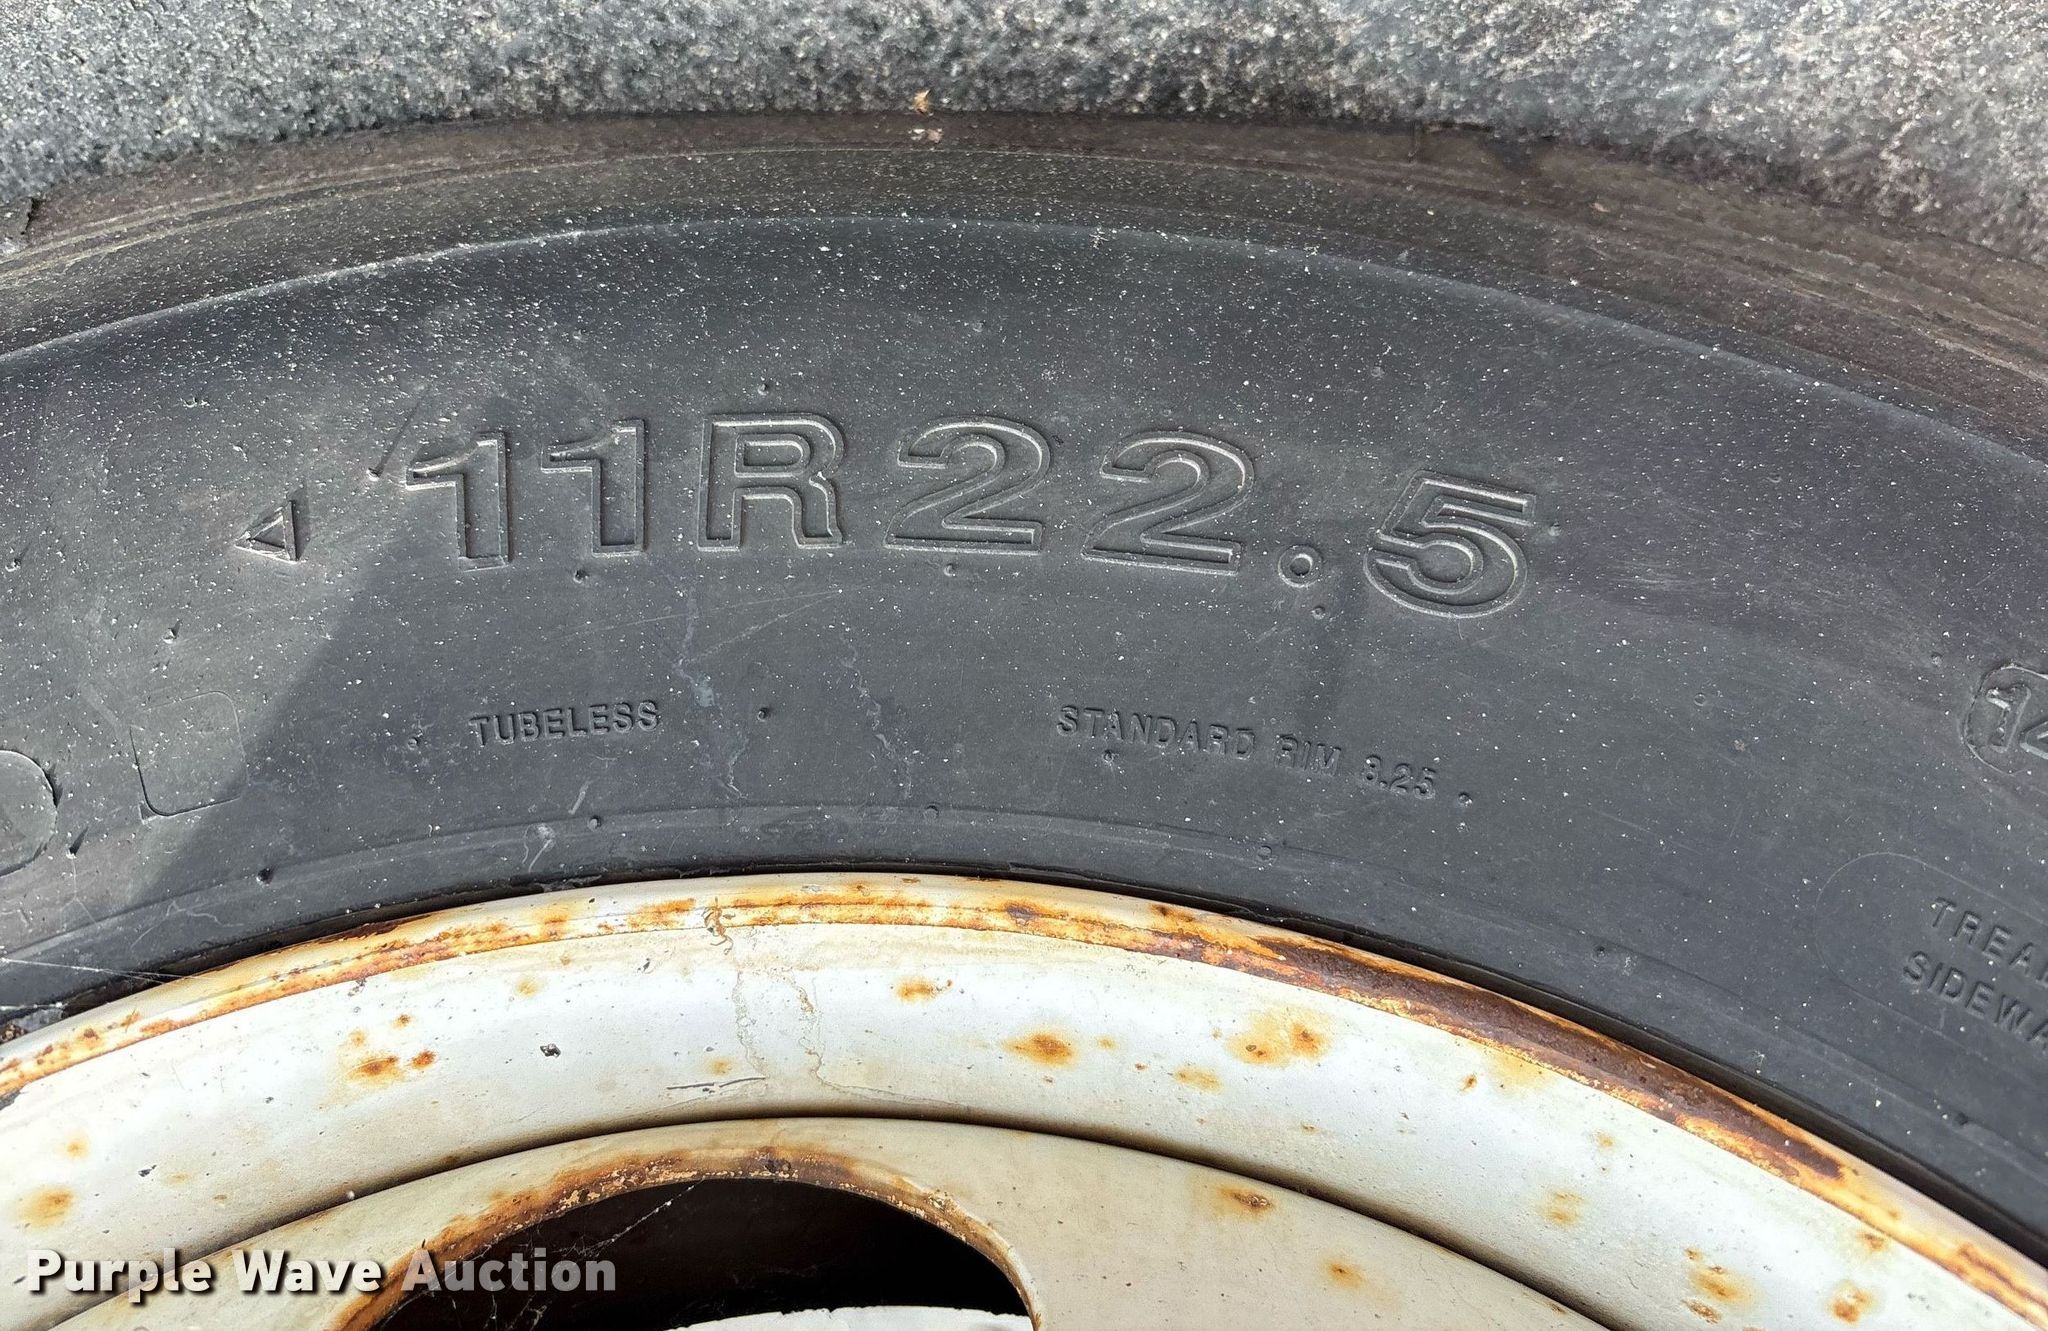 11R22.5
TUBELESS
STANDARD RIM 8.25
Purple Wave Auction